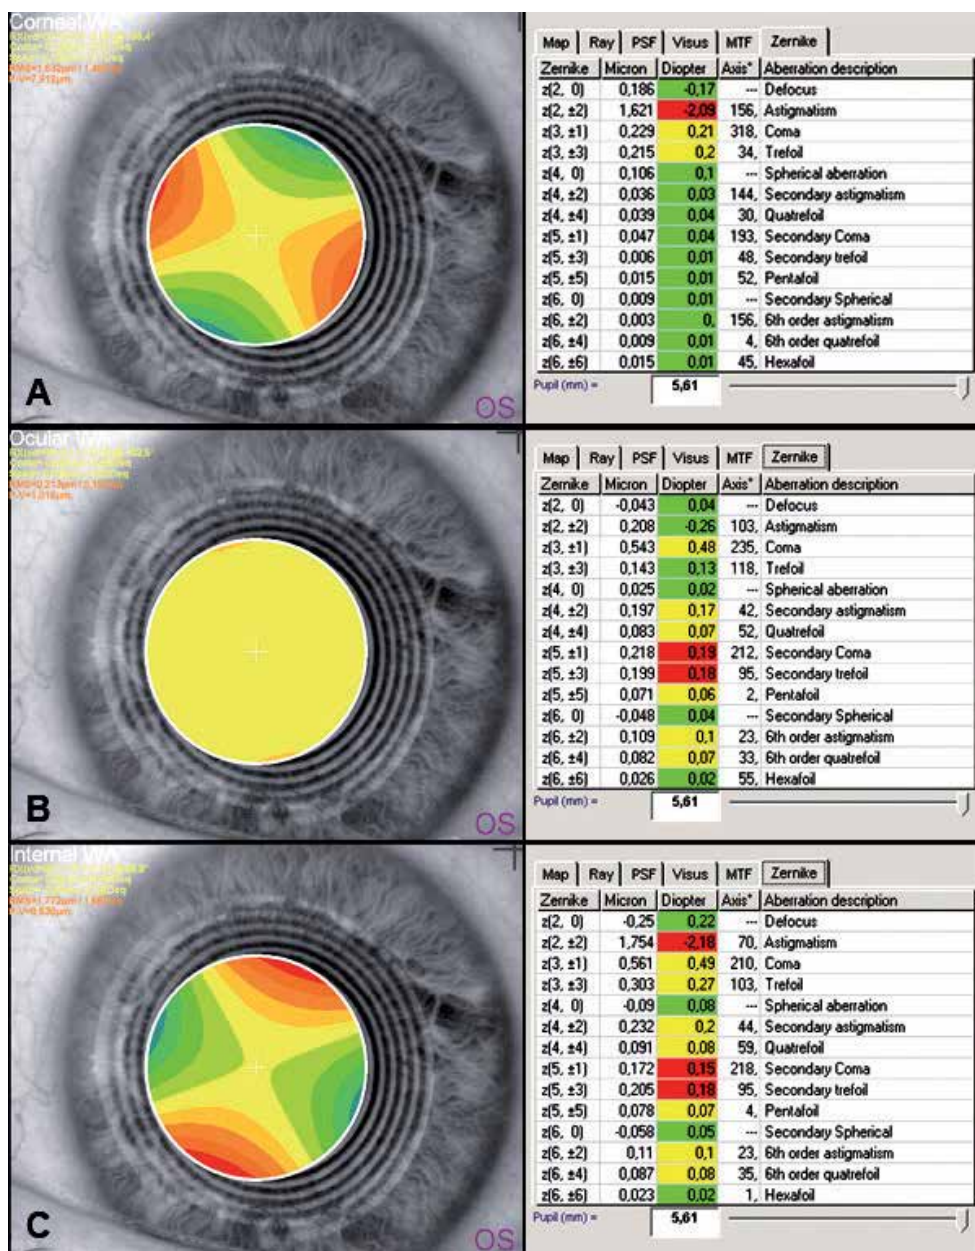 Corneal WA
Map Ray PSF Visus MTF Zernike
Zernike Micron Diopter Axis* Aberration description
z(2, 0) 0,186 -0,17 --- Defocus
z(2, ±2) 1,621 -2,09 156, Astigmatism
z(3, ±1) 0,229 0,21 318, Coma
z(3, ±3) 0,215 0,2 34, Trefoil
z(4, 0) 0,106 0,1 --- Spherical aberration
z(4, ±2) 0,036 0,03 144, Secondary astigmatism
z(4, ±4) 0,039 0,04 30, Quatrefoil
z(5, ±1) 0,047 0,04 193, Secondary Coma
z(5, ±3) 0,006 0,01 48, Secondary trefoil
z(5, ±5) 0,015 0,01 52, Pentafoil
z(6, 0) 0,009 0,01 --- Secondary Spherical
z(6, ±2) 0,003 0, 156, 6th order astigmatism
z(6, ±4) 0,009 0,01 4, 6th order quatrefoil
z(6, ±6) 0,015 0,01 45, Hexafoil
Pupil (mm) = 5,61
A OS
Ocular
Map Ray PSF Visus MTF Zernike
Zernike Micron Diopter Axis* Aberration description
z(2, 0) -0,043 0,04 --- Defocus
z(2, ±2) 0,208 -0,26 103, Astigmatism
z(3, ±1) 0,543 0,48 235, Coma
z(3, ±3) 0,143 0,13 118, Trefoil
z(4, 0) 0,025 0,02 --- Spherical aberration
z(4, ±2) 0,197 0,17 42, Secondary astigmatism
z(4, ±4) 0,083 0,07 52, Quatrefoil
z(5, ±1) 0,218 0,19 212, Secondary Coma
z(5, ±3) 0,199 0,18 95, Secondary trefoil
z(5, ±5) 0,071 0,06 2, Pentafoil
z(6, 0) -0,048 0,04 --- Secondary Spherical
z(6, ±2) 0,109 0,1 23, 6th order astigmatism
z(6, ±4) 0,082 0,07 33, 6th order quatrefoil
z(6, ±6) 0,026 0,02 55, Hexafoil
Pupil (mm) = 5,61
B OS
Internal WA
Map Ray PSF Visus MTF Zernike
Zernike Micron Diopter Axis* Aberration description
z(2, 0) -0,25 0,22 --- Defocus
z(2, ±2) 1,754 -2,18 70, Astigmatism
z(3, ±1) 0,561 0,49 210, Coma
z(3, ±3) 0,303 0,27 103, Trefoil
z(4, 0) -0,09 0,08 --- Spherical aberration
z(4, ±2) 0,232 0,2 44, Secondary astigmatism
z(4, ±4) 0,091 0,08 59, Quatrefoil
z(5, ±1) 0,172 0,15 218, Secondary Coma
z(5, ±3) 0,205 0,18 95, Secondary trefoil
z(5, ±5) 0,078 0,07 4, Pentafoil
z(6, 0) -0,058 0,05 --- Secondary Spherical
z(6, ±2) 0,11 0,1 23, 6th order astigmatism
z(6, ±4) 0,087 0,08 35, 6th order quatrefoil
z(6, ±6) 0,023 0,02 1, Hexafoil
Pupil (mm) = 5,61
C OS